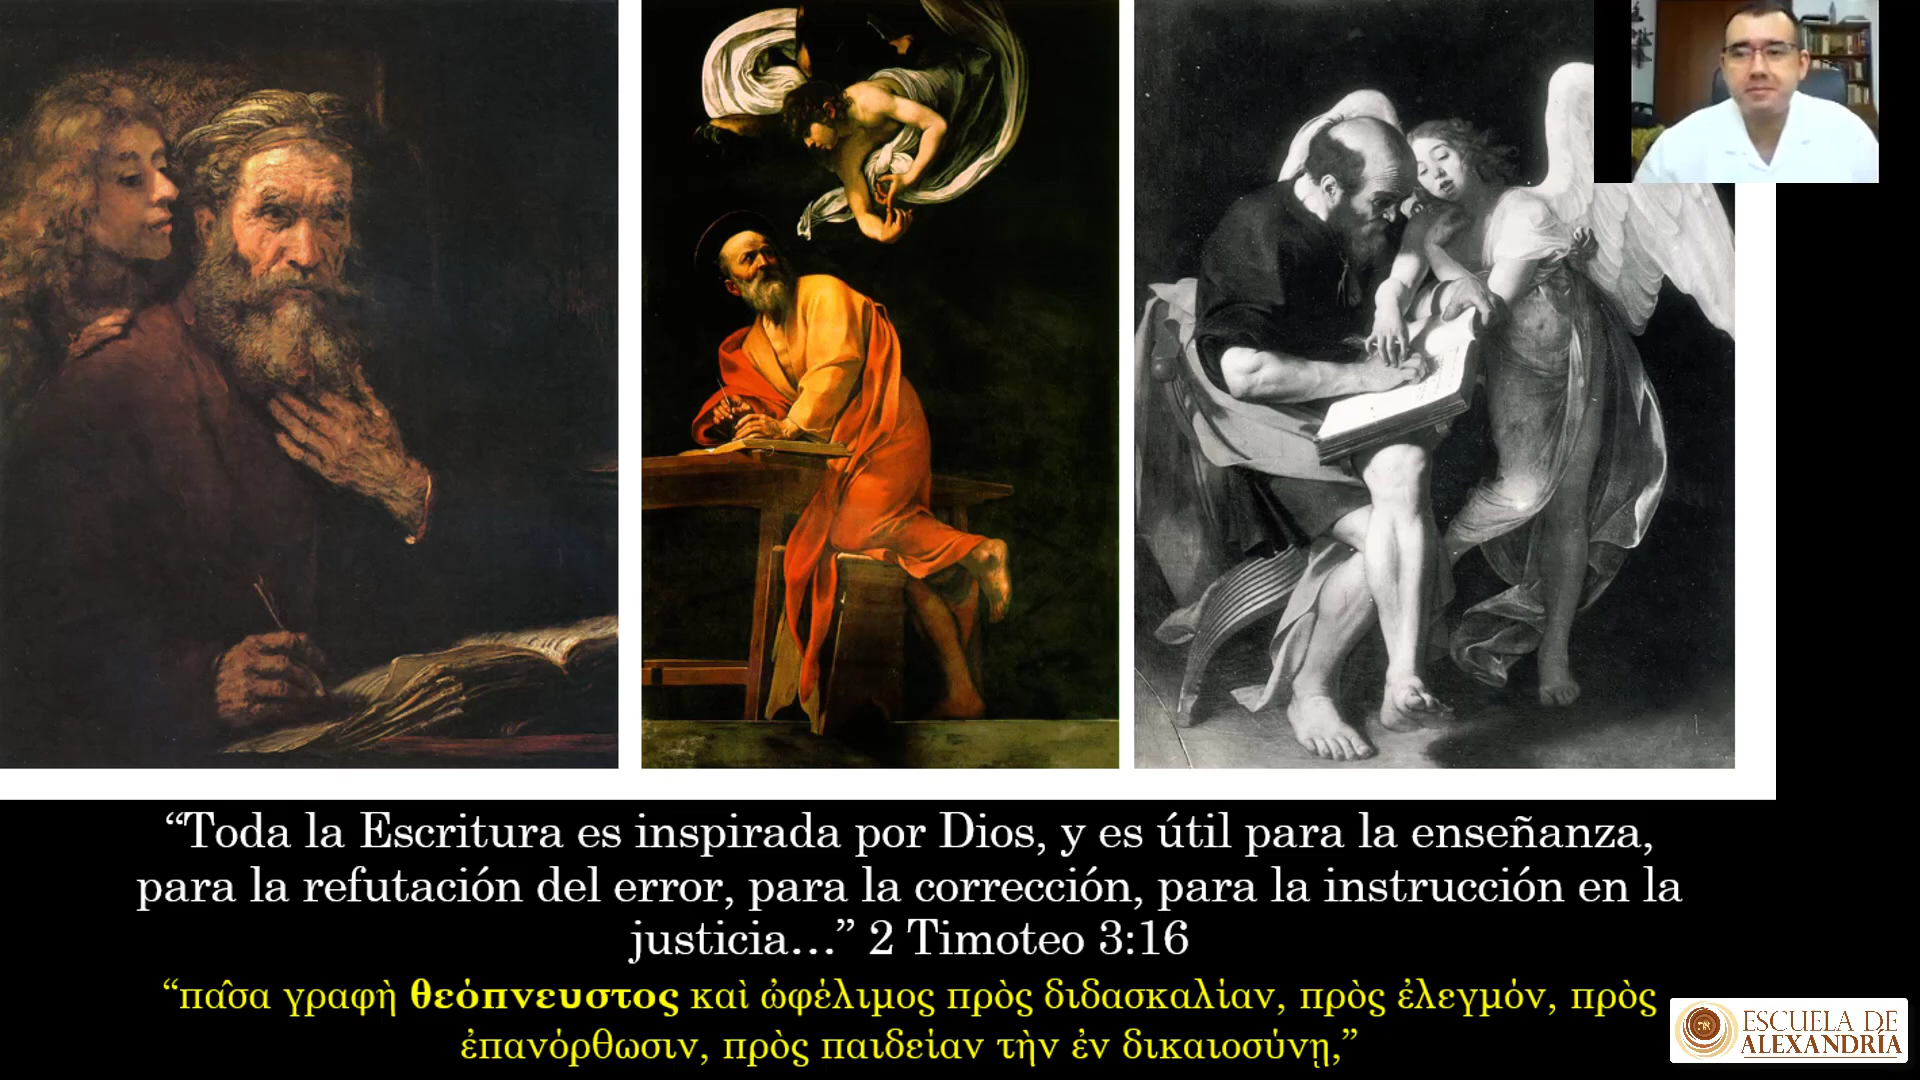 “Toda la Escritura es inspirada por Dios, y es útil para la enseñanza,
para la refutación del error, para la corrección, para la instrucción en la
justicia…” 2 Timoteo 3:16
“πᾶσα γραφὴ θεόπνευστος καὶ ὠφέλιμος πρὸς διδασκαλίαν, πρὸς ἐλεγμόν, πρὸς
ἐπανόρθωσιν, πρὸς παιδείαν τὴν ἐν δικαιοσύνῃ,”
ESCUELA DE
ALEXANDRÍA